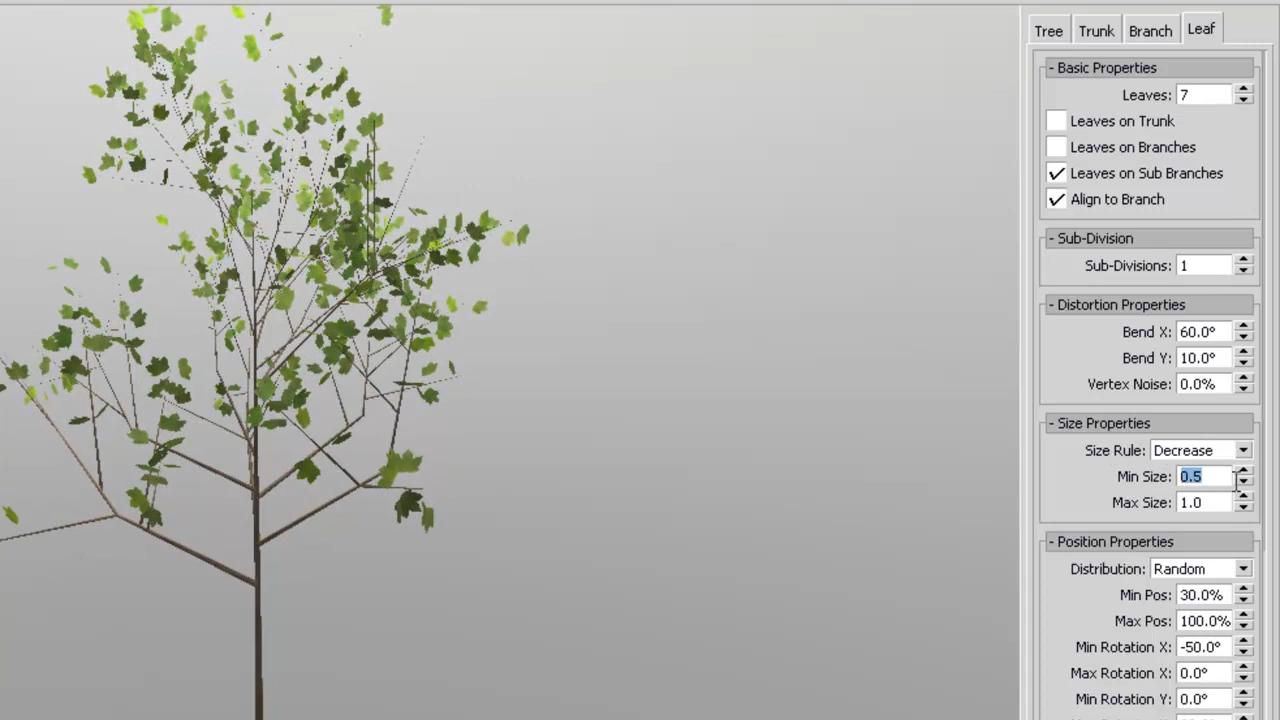 Tree Trunk Branch Leaf
- Basic Properties
Leaves: 7
Leaves on Trunk
Leaves on Branches
Leaves on Sub Branches
Align to Branch
- Sub-Division
Sub-Divisions: 1
- Distortion Properties
Bend X: 60.0°
Bend Y: 10.0°
Vertex Noise: 0.0%
- Size Properties
Size Rule: Decrease
Min Size: 0.5
Max Size: 1.0
- Position Properties
Distribution: Random
Min Pos: 30.0%
Max Pos: 100.0%
Min Rotation X: -50.0°
Max Rotation X: 0.0°
Min Rotation Y: 0.0°